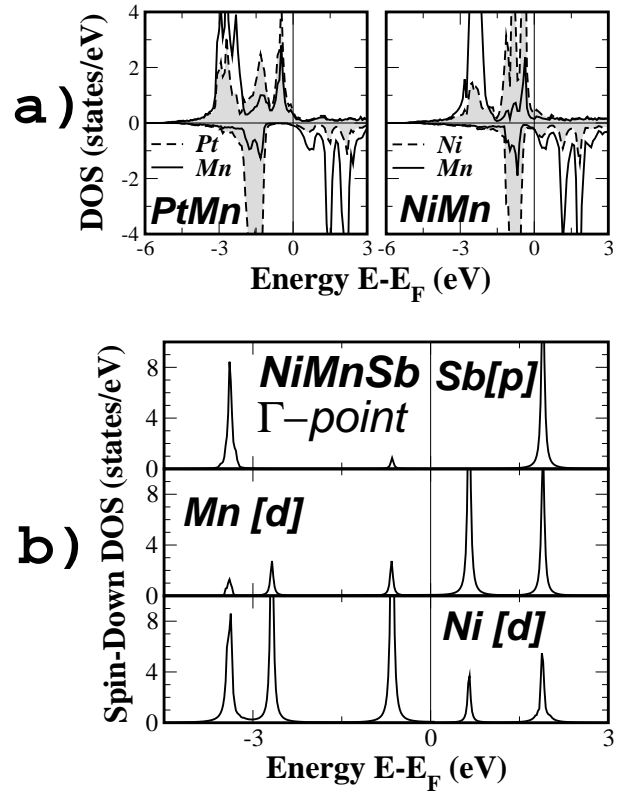 a)
DOS (states/eV)
4
2
0
-2
-4
Pt
Mn
PtMn
Ni
Mn
NiMn
-6 -3 0 3 -3 0 3
Energy E-E_F (eV)
b)
Spin-Down DOS (states/eV)
8
4
0
NiMnSb
Γ-point
Sb[p]
8
4
0
Mn [d]
8
4
0
Ni [d]
-3 0 3
Energy E-E_F (eV)